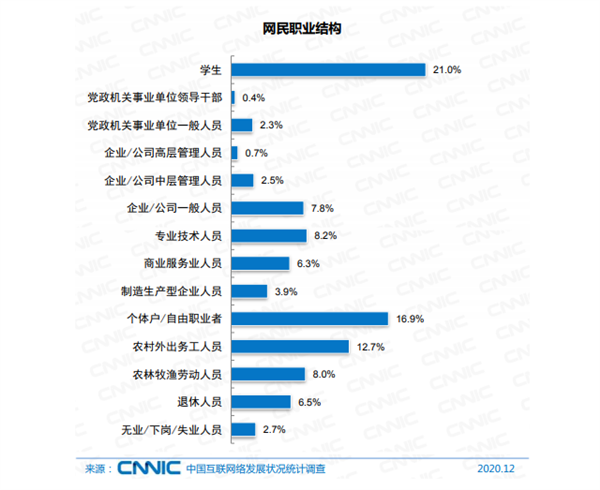 网民职业结构
学生 21.0%
党政机关事业单位领导干部 0.4%
党政机关事业单位一般人员 2.3%
企业/公司高层管理人员 0.7%
企业/公司中层管理人员 2.5%
企业/公司一般人员 7.8%
专业技术人员 8.2%
商业服务业人员 6.3%
制造生产型企业人员 3.9%
个体户/自由职业者 16.9%
农村外出务工人员 12.7%
农林牧渔劳动人员 8.0%
退休人员 6.5%
无业/下岗/失业人员 2.7%
来源：CNNIC 中国互联网络发展状况统计调查 2020.12